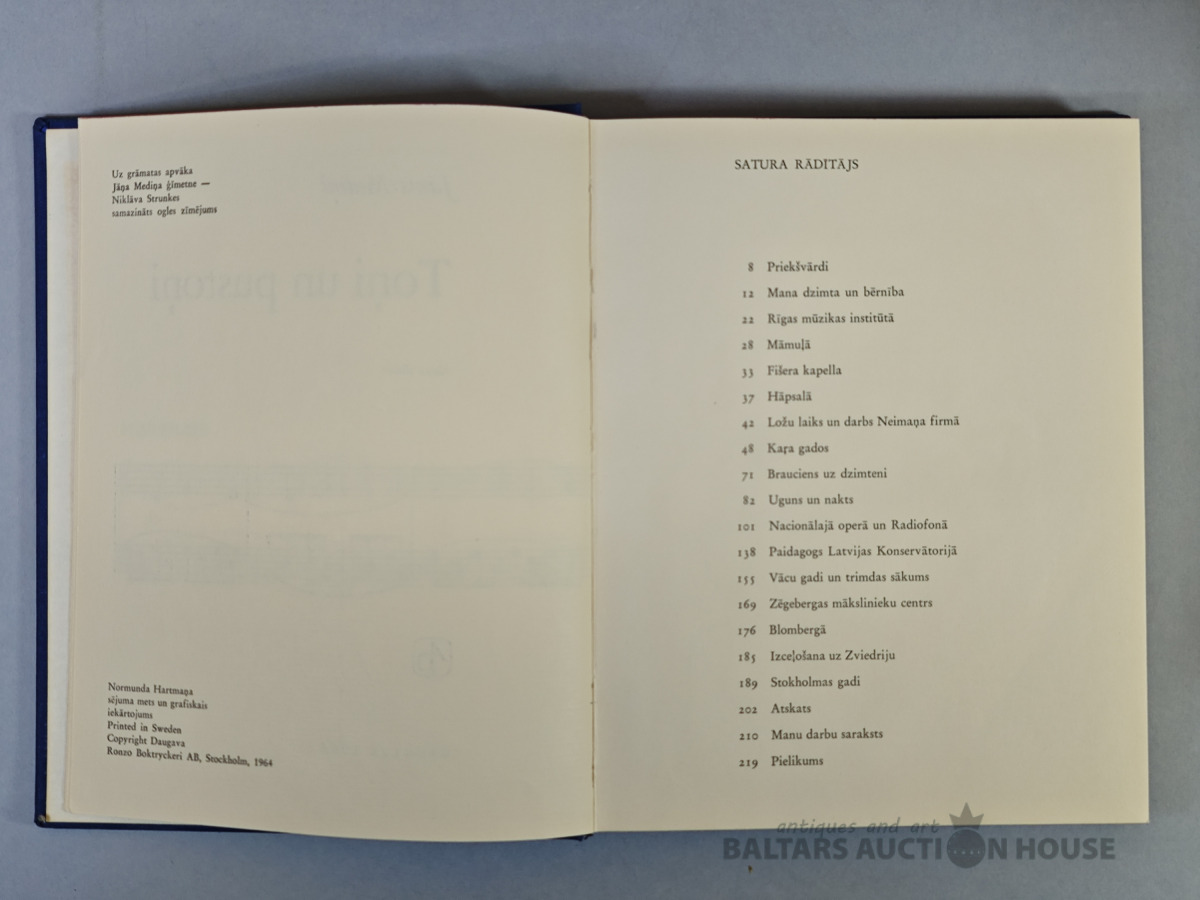 Uz grāmatas apvāka
Jāņa Mediņa ģīmetne —
Niklāva Strunkes
samazināts ogles zīmējums
Toņi un pustoņi
Normunda Hartmaņa
sējuma mets un grafiskais
iekārtojums
Printed in Sweden
Copyright Daugava
Ronzo Boktryckeri AB, Stockholm, 1964
SATURA RĀDĪTĀJS
8 Priekšvārdi
12 Mana dzimta un bērnība
22 Rīgas mūzikas institūtā
28 Māmuļā
33 Fišera kapella
37 Hāpsalā
42 Ložu laiks un darbs Neimaņa firmā
48 Kaŗa gados
71 Brauciens uz dzimteni
82 Uguns un nakts
101 Nacionālajā operā un Radiofonā
138 Paidagogs Latvijas Konservātorijā
155 Vācu gadi un trimdas sākums
169 Zēgebergas mākslinieku centrs
176 Blombergā
185 Izceļošana uz Zviedriju
189 Stokholmas gadi
202 Atskats
210 Manu darbu saraksts
219 Pielikums
antiques and art
BALTARS AUCTION HOUSE